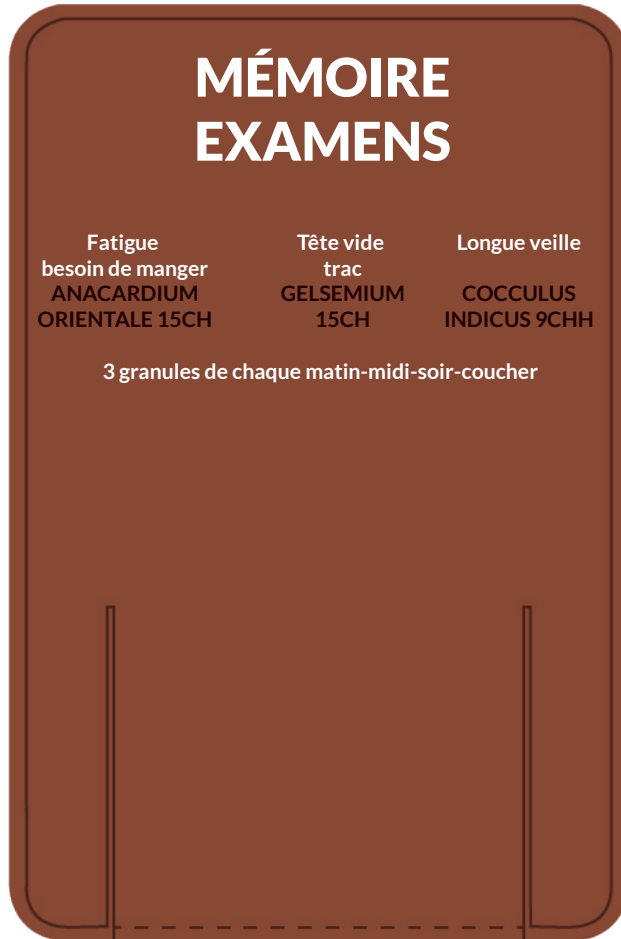 MÉMOIRE
EXAMENS
Fatigue
besoin de manger
ANACARDIUM
ORIENTALE 15CH
Tête vide
trac
GELSEMIUM
15CH
Longue veille
COCCULUS
INDICUS 9CHH
3 granules de chaque matin-midi-soir-coucher